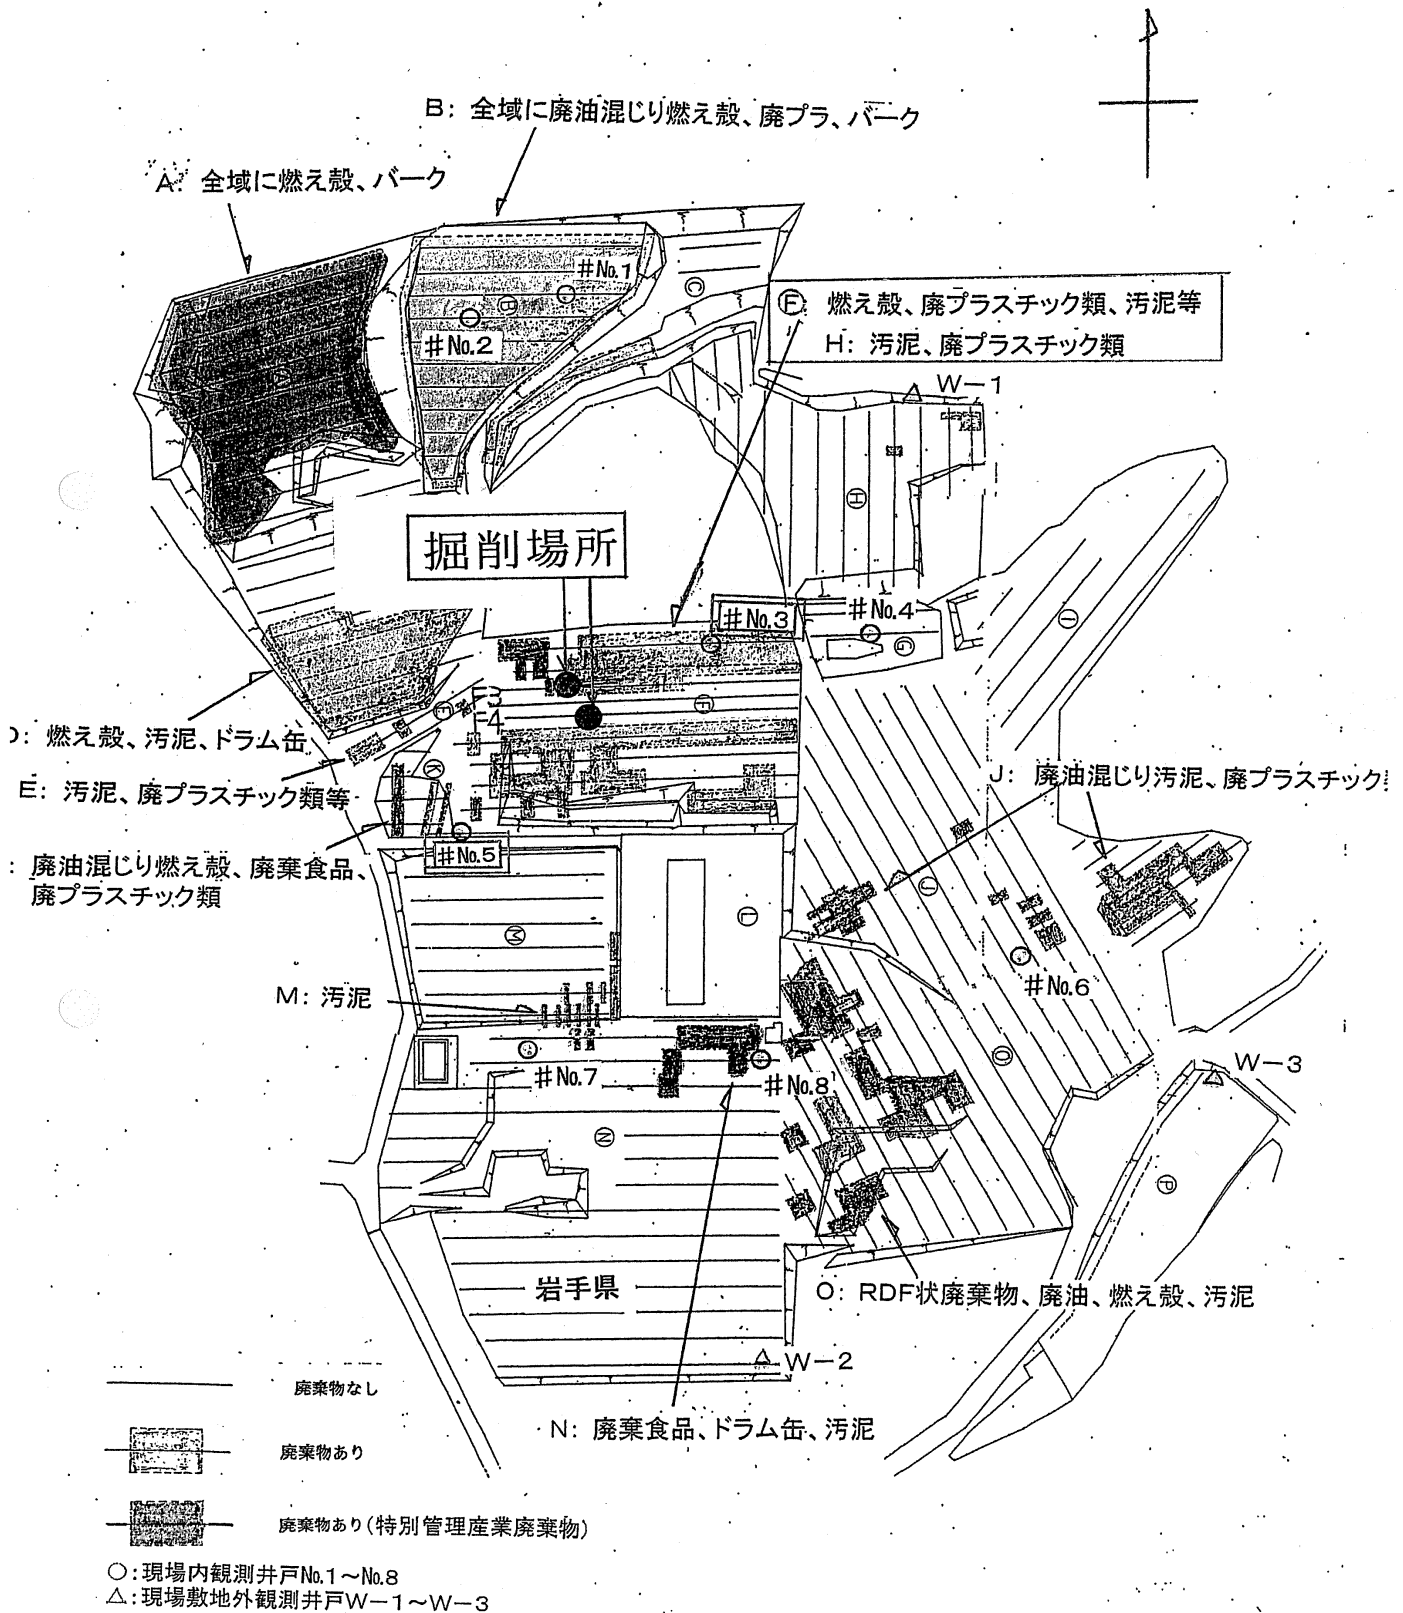 B: 全域に廃油混じり燃え殻、廃プラ、バーク
A: 全域に燃え殻、バーク
#No.1
B
C
#No.2
Ⓕ: 燃え殻、廃プラスチック類、汚泥等
H: 汚泥、廃プラスチック類
W-1
H
掘削場所
#No.3
#No.4
G
I
F
E
F3
F-4
D: 燃え殻、汚泥、ドラム缶
K
E: 汚泥、廃プラスチック類等
J: 廃油混じり汚泥、廃プラスチック
#No.5
: 廃油混じり燃え殻、廃棄食品、
廃プラスチック類
J
L
M
#No.6
M: 汚泥
O
#No.7
#No.8
W-3
N
P
岩手県
O: RDF状廃棄物、廃油、燃え殻、汚泥
W-2
廃棄物なし
N: 廃棄食品、ドラム缶、汚泥
廃棄物あり
廃棄物あり(特別管理産業廃棄物)
○:現場内観測井戸No.1～No.8
△:現場敷地外観測井戸W-1～W-3